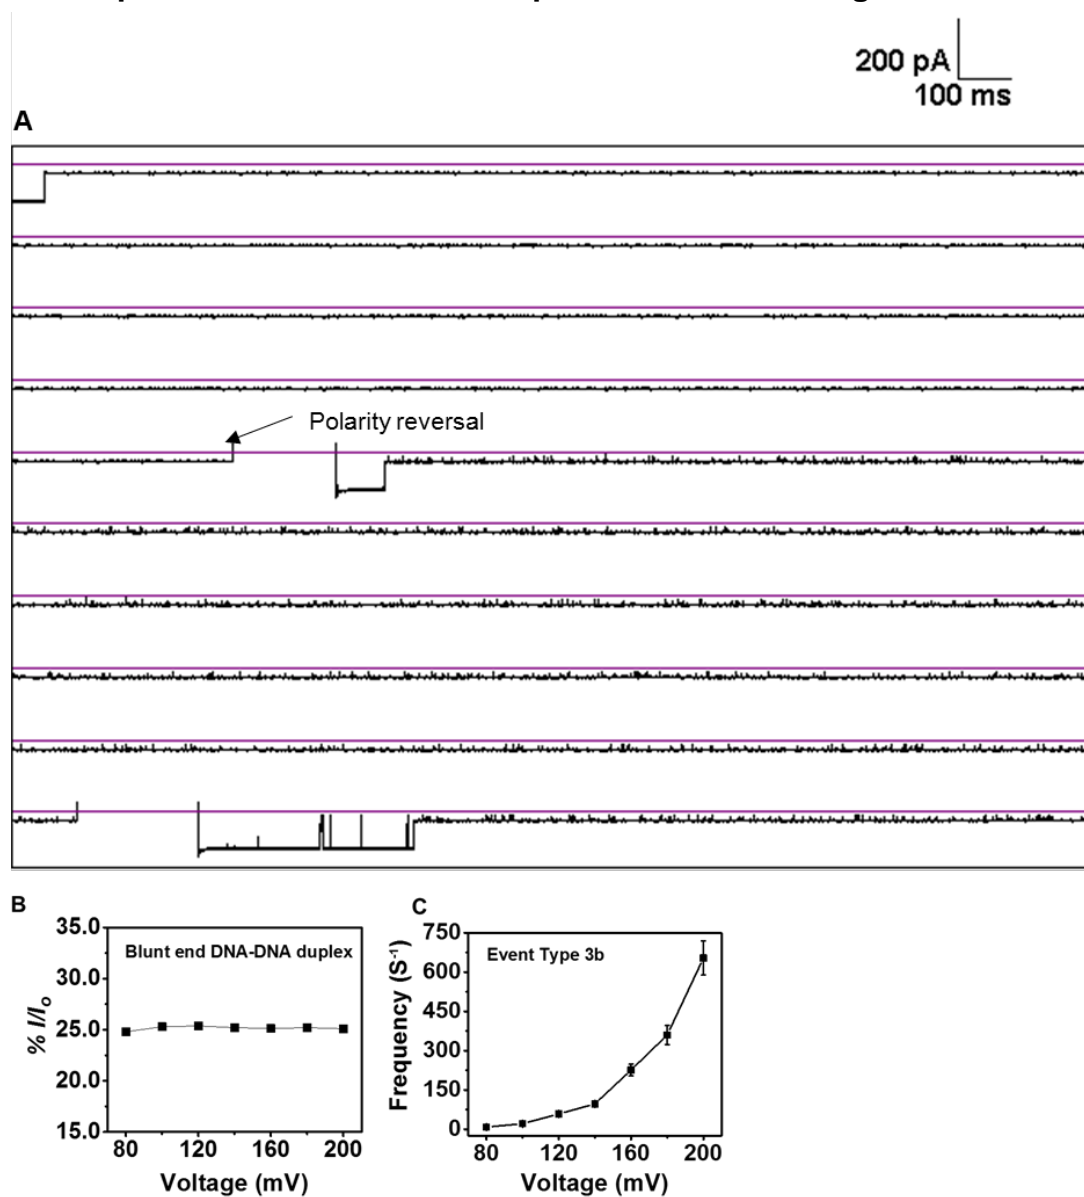 200 pA
100 ms
A
Polarity reversal
B
35.0
30.0
25.0
20.0
15.0
% I/Io
Blunt end DNA-DNA duplex
80 120 160 200
Voltage (mV)
C
750
600
450
300
150
0
Frequency (S-1)
Event Type 3b
80 120 160 200
Voltage (mV)